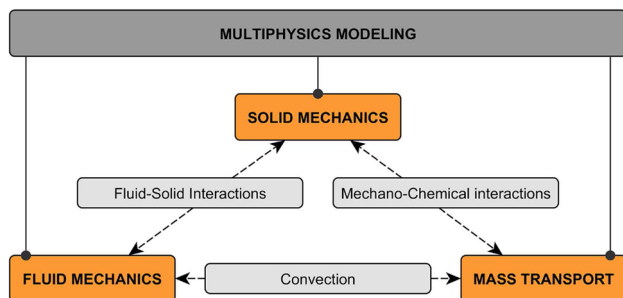 MULTIPHYSICS MODELING
SOLID MECHANICS
Fluid-Solid Interactions
Mechano-Chemical interactions
FLUID MECHANICS
Convection
MASS TRANSPORT